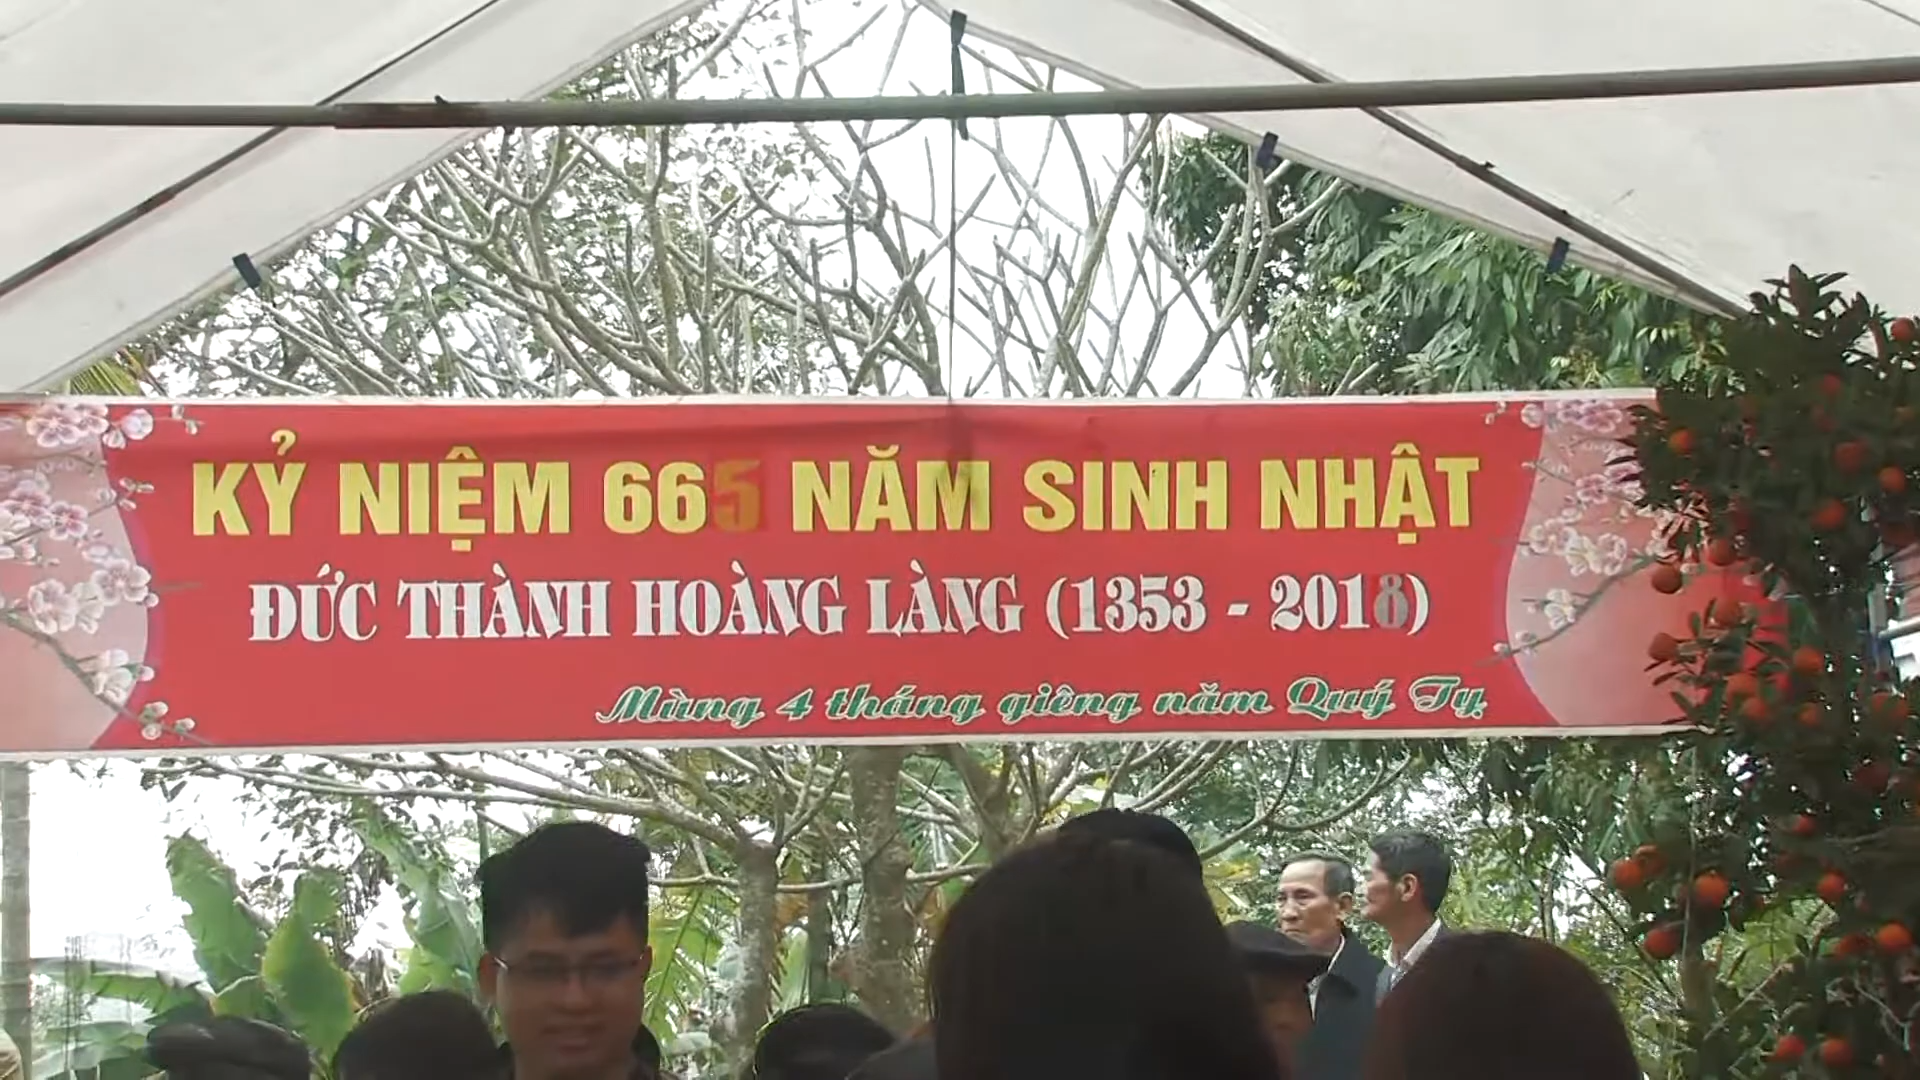 KỶ NIỆM 665 NĂM SINH NHẬT
ĐỨC THÀNH HOÀNG LÀNG (1353 - 2018)
Mùng 4 tháng giêng năm Quý Tỵ